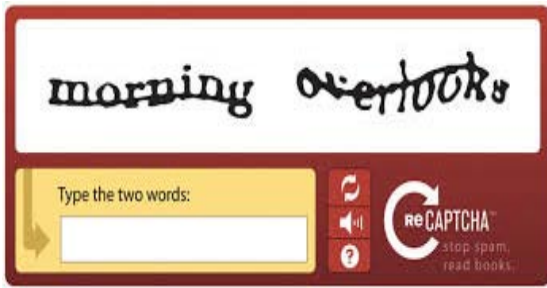 morning overlooks
Type the two words:
reCAPTCHA™
stop spam.
read books.